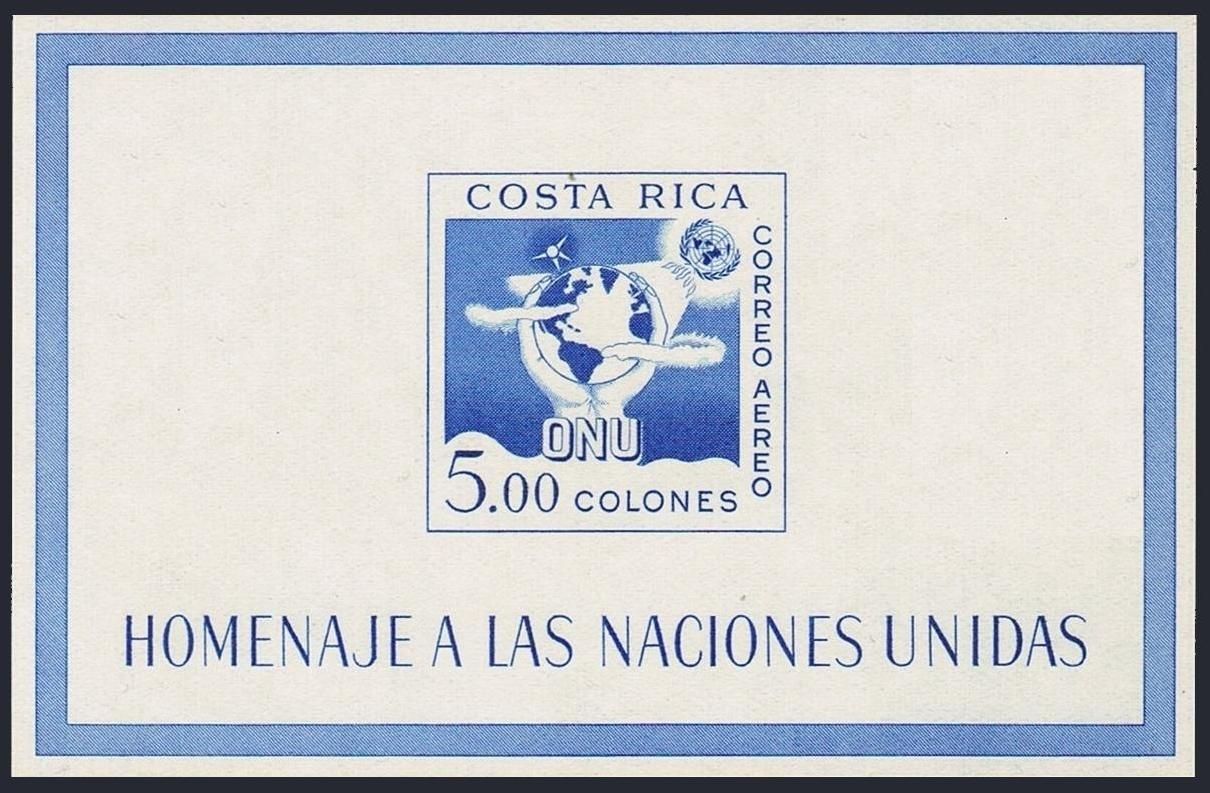 COSTA RICA
CORREO AEREO
ONU
5.00 COLONES
HOMENAJE A LAS NACIONES UNIDAS